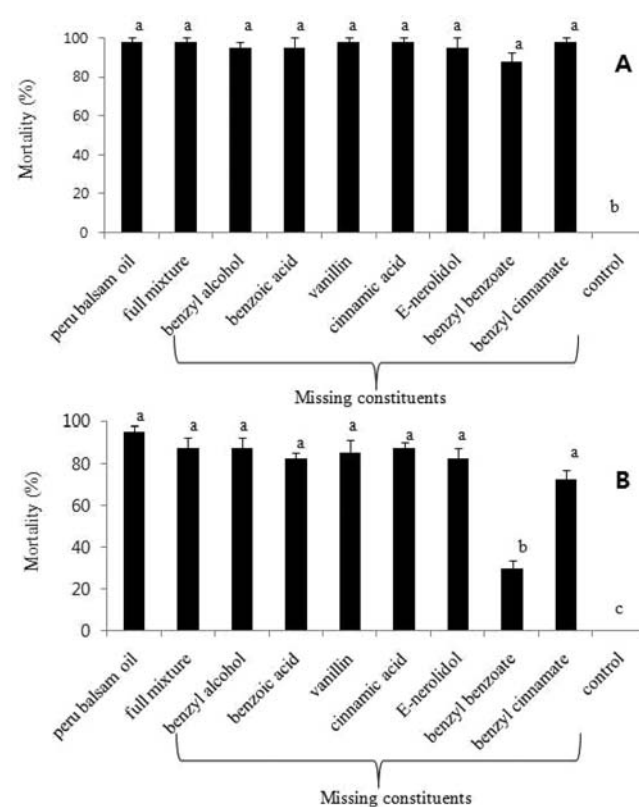 a a a a a a a a a
100
80
60
40
20
0
Mortality (%)
A
b
peru balsam oil
full mixture
benzyl alcohol
benzoic acid
vanillin
cinnamic acid
E-nerolidol
benzyl benzoate
benzyl cinnamate
control
Missing constituents
a a a a a a a b a
100
80
60
40
20
0
Mortality (%)
B
c
peru balsam oil
full mixture
benzyl alcohol
benzoic acid
vanillin
cinnamic acid
E-nerolidol
benzyl benzoate
benzyl cinnamate
control
Missing constituents